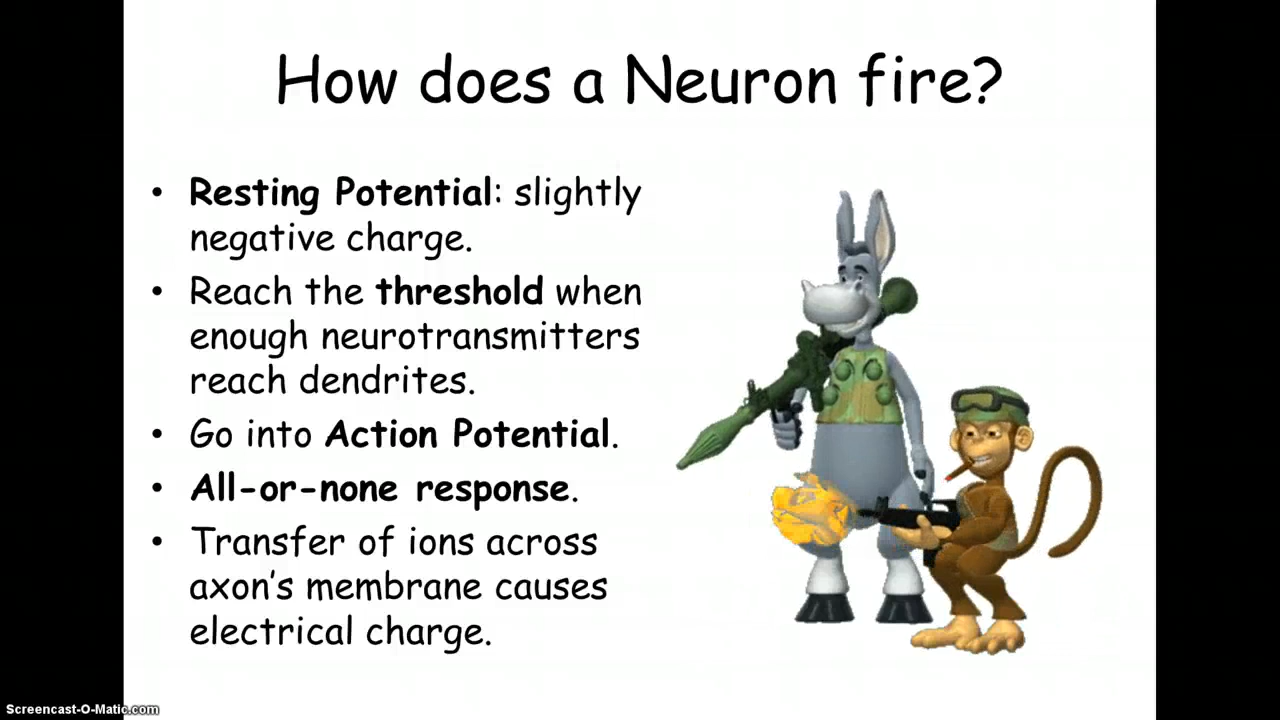 How does a Neuron fire?
• Resting Potential: slightly
negative charge.
• Reach the threshold when
enough neurotransmitters
reach dendrites.
• Go into Action Potential.
• All-or-none response.
• Transfer of ions across
axon's membrane causes
electrical charge.
Screencast-O-Matic.com